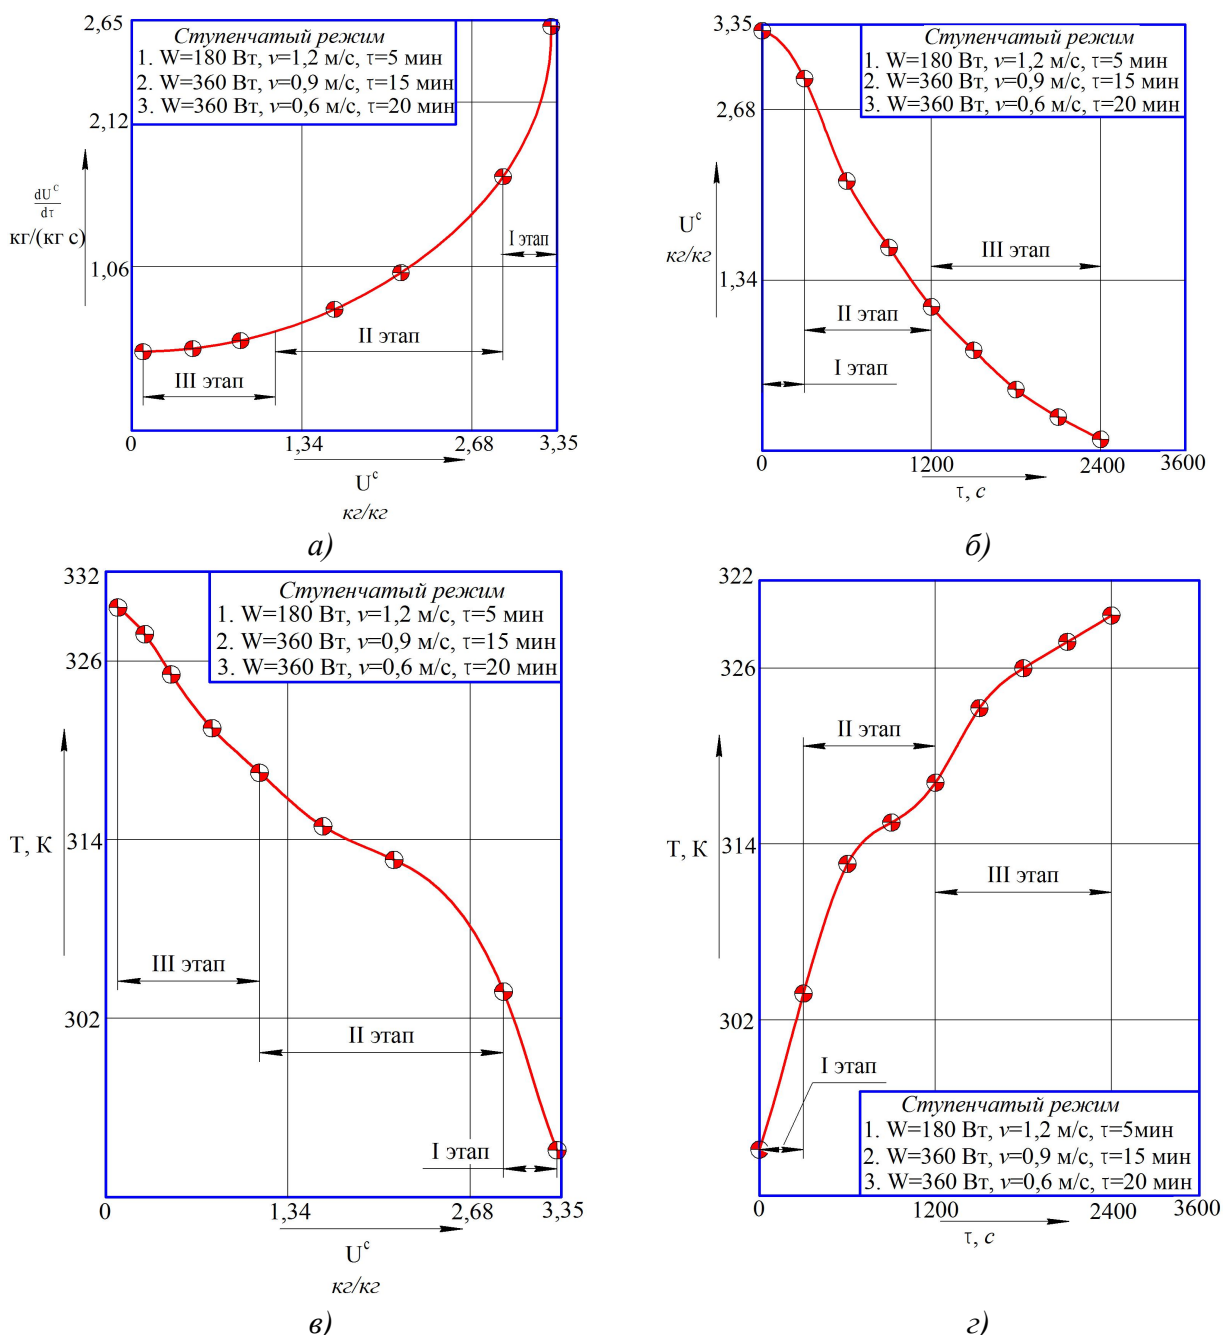 2,65
Ступенчатый режим
1. W=180 Вт, v=1,2 м/с, τ=5 мин
2. W=360 Вт, v=0,9 м/с, τ=15 мин
3. W=360 Вт, v=0,6 м/с, τ=20 мин
2,12
dUᶜ
dτ
кг/(кг с)
1,06
I этап
II этап
III этап
0
1,34
2,68
3,35
Uᶜ
кг/кг
а)
3,35
Ступенчатый режим
1. W=180 Вт, v=1,2 м/с, τ=5 мин
2. W=360 Вт, v=0,9 м/с, τ=15 мин
3. W=360 Вт, v=0,6 м/с, τ=20 мин
2,68
Uᶜ
кг/кг
1,34
III этап
II этап
I этап
0
1200
2400
3600
τ, с
б)
332
Ступенчатый режим
1. W=180 Вт, v=1,2 м/с, τ=5 мин
2. W=360 Вт, v=0,9 м/с, τ=15 мин
3. W=360 Вт, v=0,6 м/с, τ=20 мин
326
T, К
314
III этап
302
II этап
I этап
0
1,34
2,68
3,35
Uᶜ
кг/кг
в)
322
326
II этап
T, К
314
III этап
302
I этап
Ступенчатый режим
1. W=180 Вт, v=1,2 м/с, τ=5мин
2. W=360 Вт, v=0,9 м/с, τ=15 мин
3. W=360 Вт, v=0,6 м/с, τ=20 мин
0
1200
2400
3600
τ, с
г)